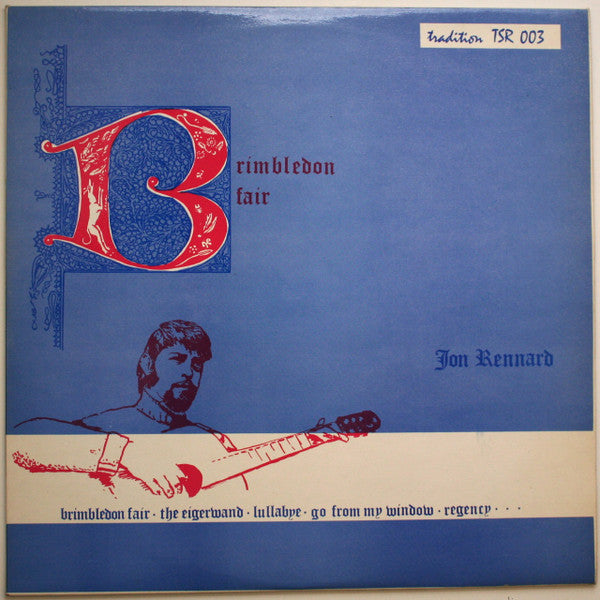 tradition TSR 003
Brimbledon
fair
Jon Rennard
brimbledon fair · the eigerwand · lullabye · go from my window · regency · · ·